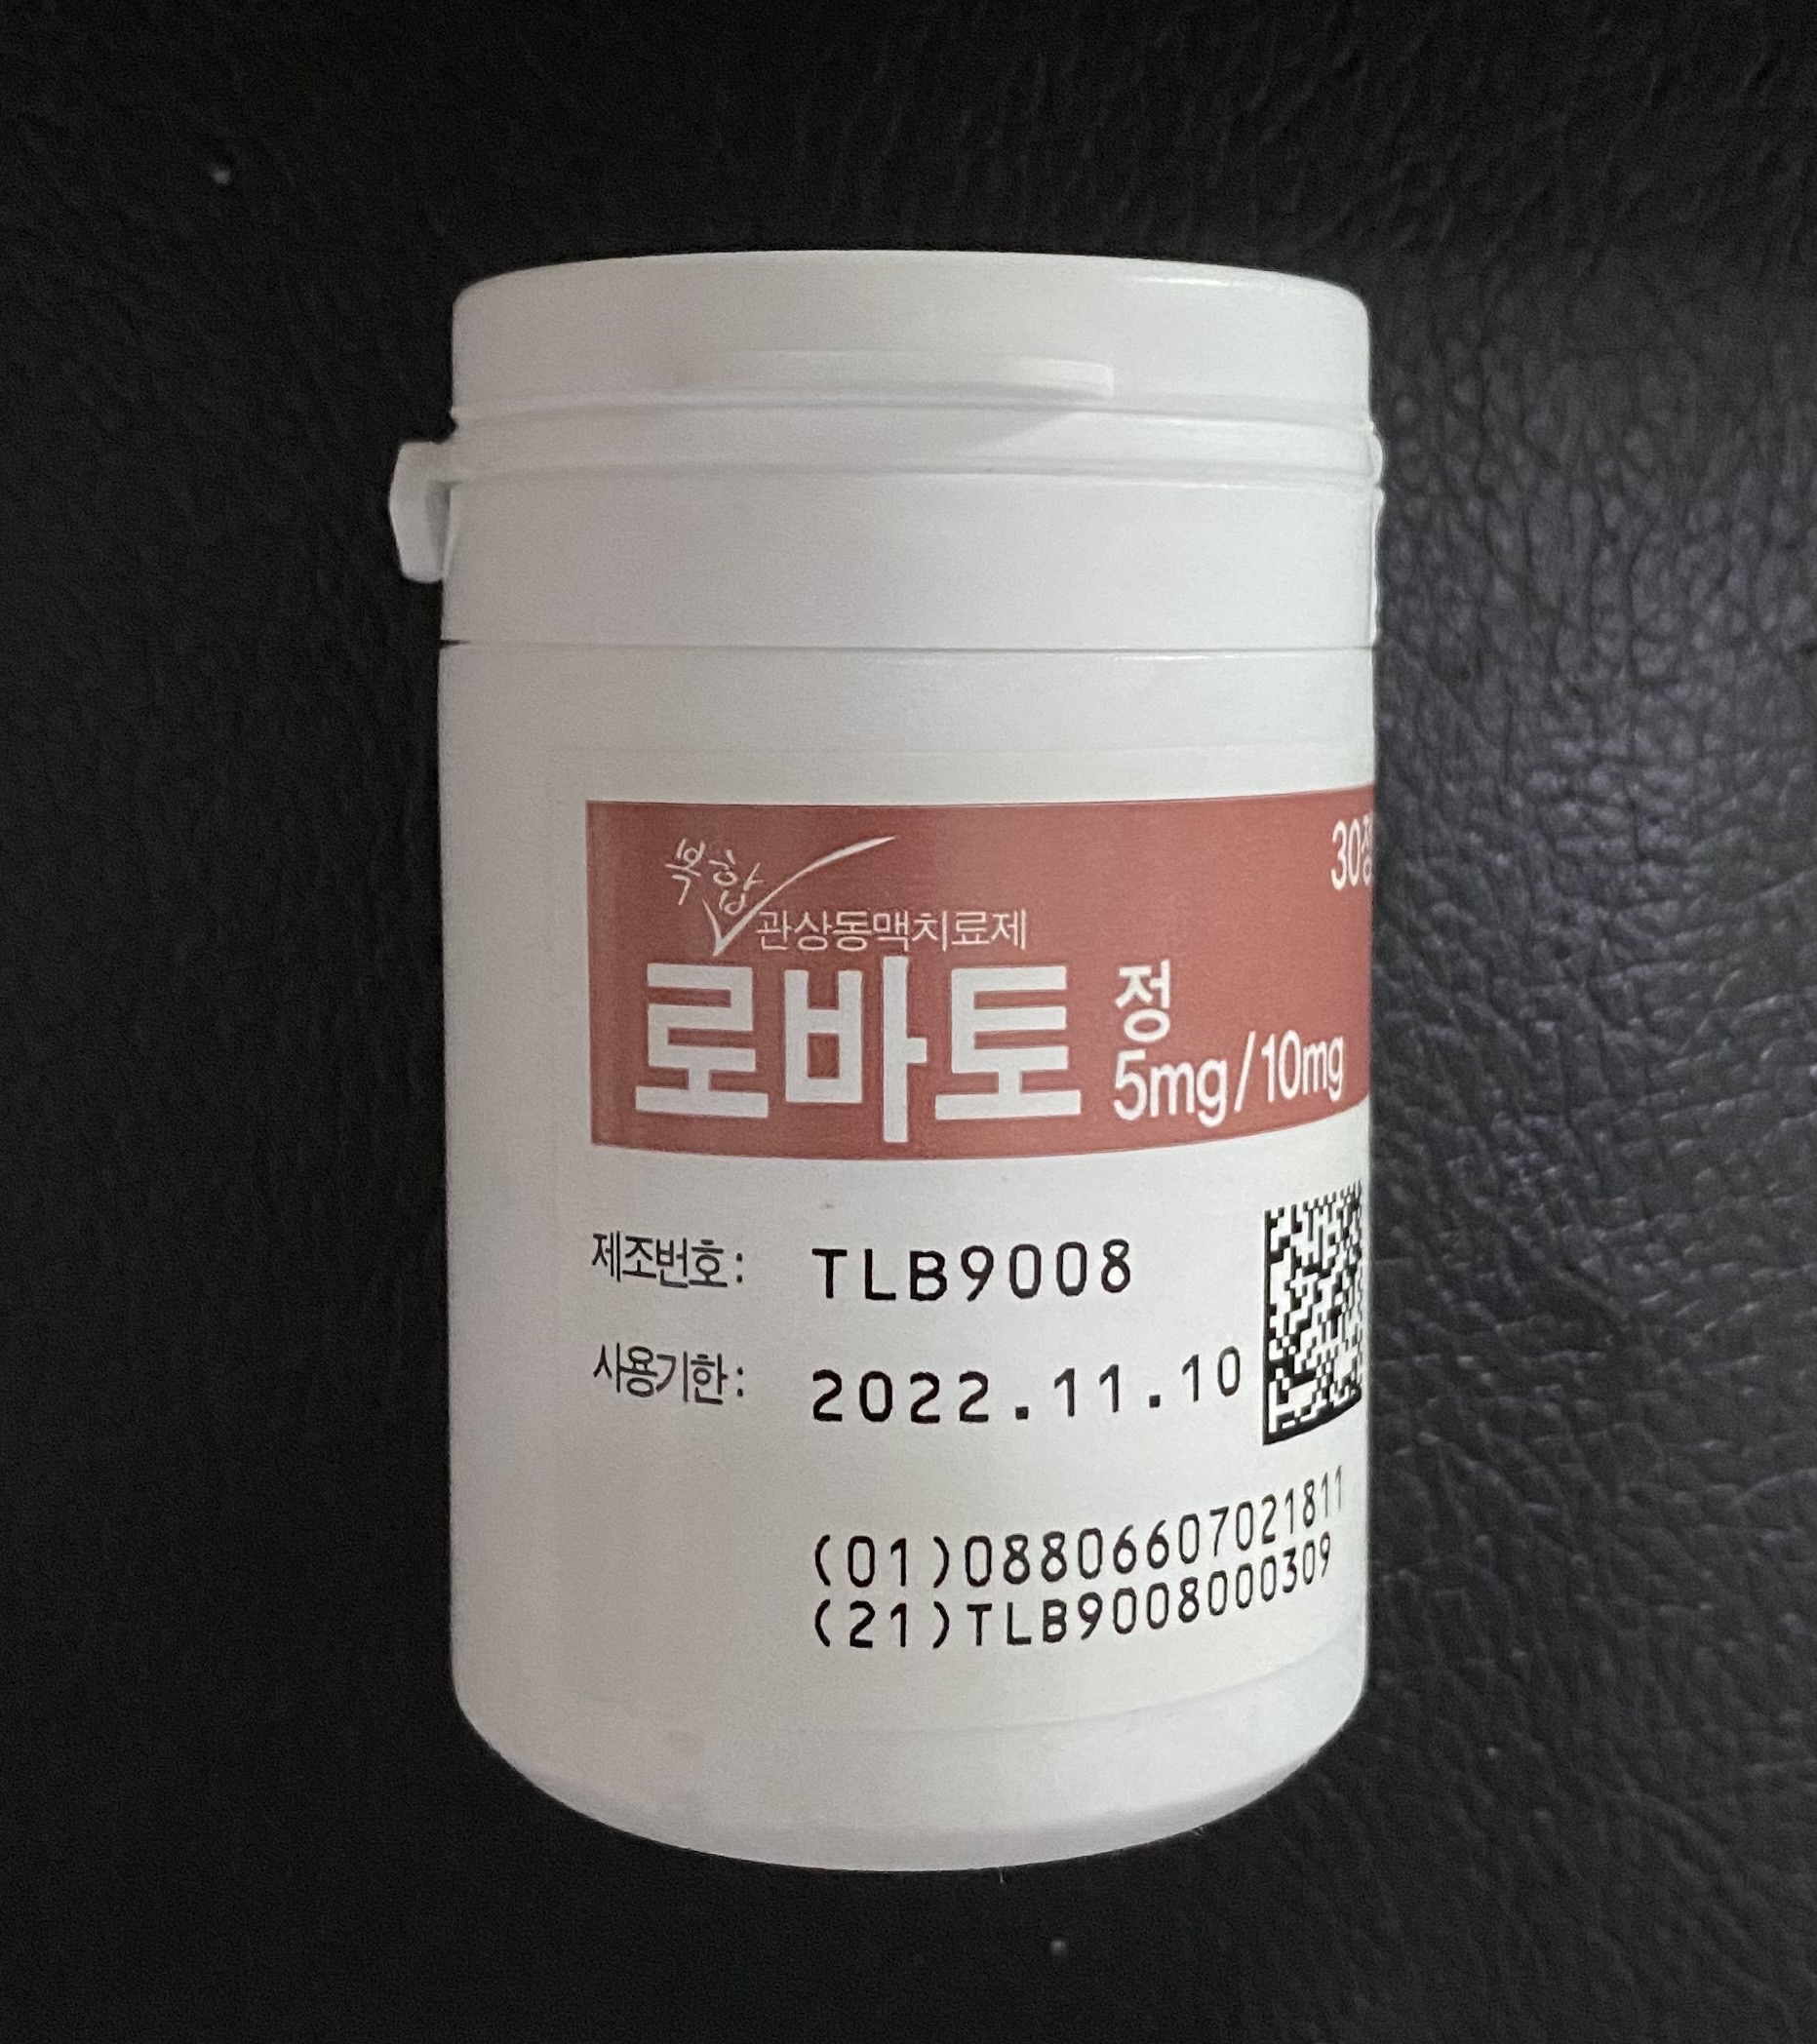 30정
복합
관상동맥치료제
로바토 정
5mg/10mg
제조번호: TLB9008
사용기한: 2022.11.10
(01)08806607021811
(21)TLB9008000309